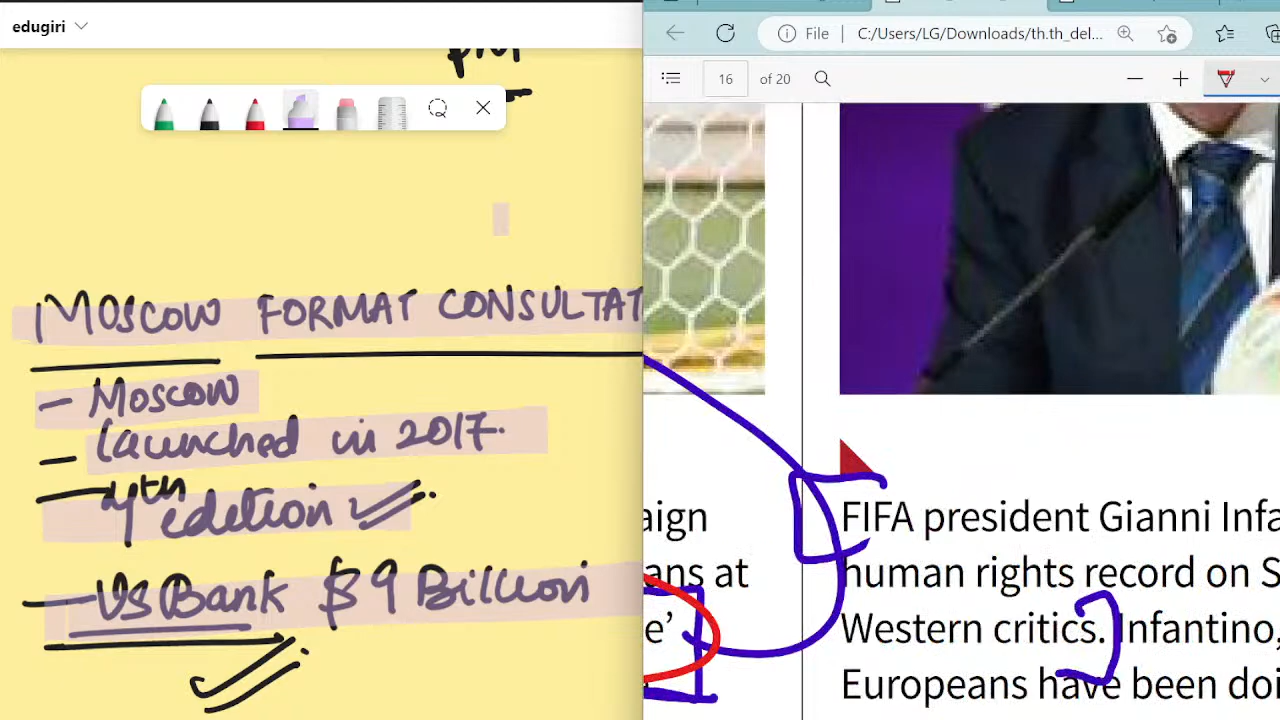 edugiri
MOSCOW FORMAT CONSULTAT
- Moscow
- launched in 2017.
- 4th edition
- US Bank $ 9 Billion
File
C:/Users/LG/Downloads/th.th_del...
16 of 20
aign
ans at
e’
FIFA president Gianni Infa
human rights record on S
Western critics. Infantino,
Europeans have been doi